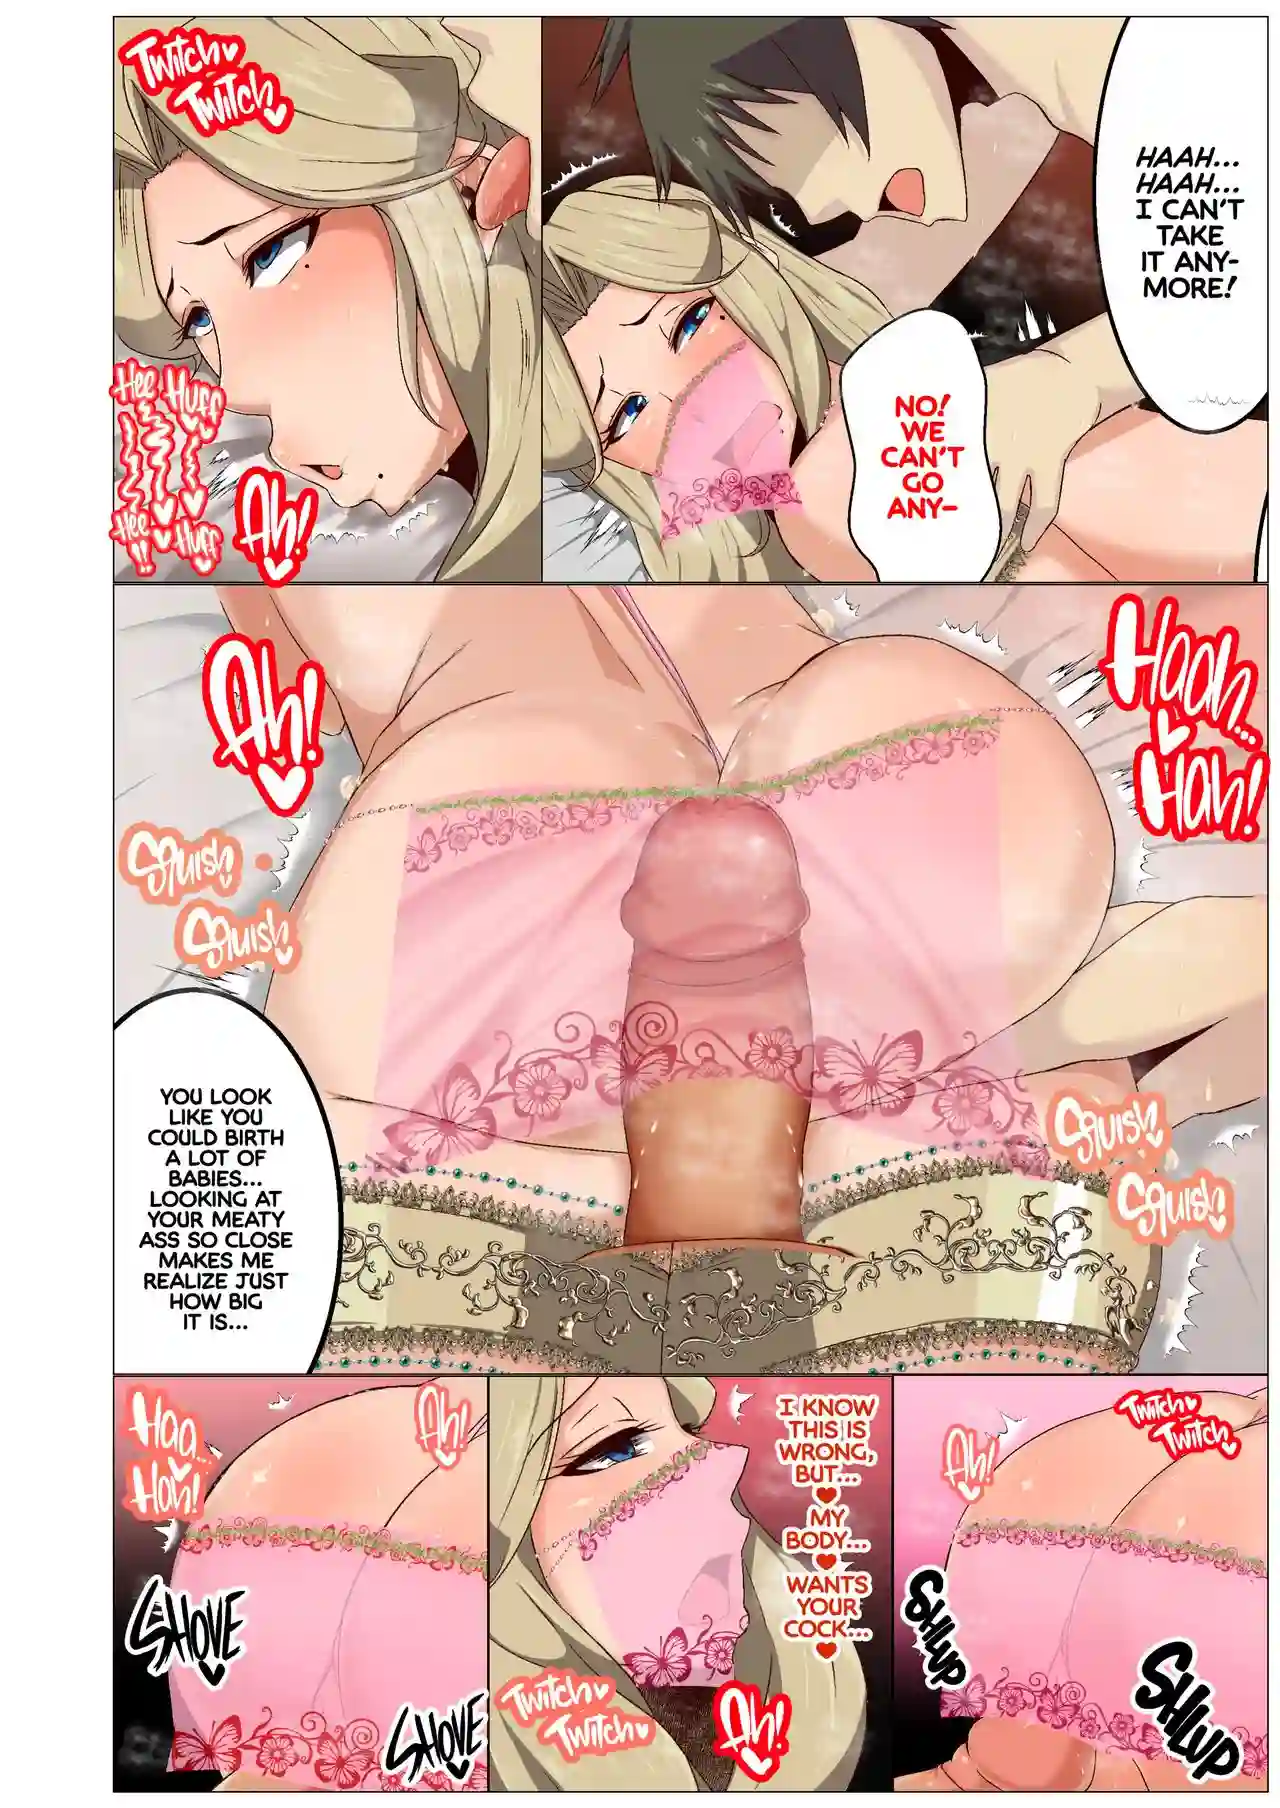 TWITCH
TWITCH
HEE
HEE
!!
HUFF
HUFF
AH!
HAAH...
HAAH...
I CAN'T
TAKE
IT ANY-
MORE!
NO!
WE
CAN'T
GO
ANY-
AH!
HAAH...
HAH!
SQUISH
SQUISH
SQUISH
SQUISH
YOU LOOK
LIKE YOU
COULD BIRTH
A LOT OF
BABIES...
LOOKING AT
YOUR MEATY
ASS SO CLOSE
MAKES ME
REALIZE JUST
HOW BIG
IT IS...
HAA...
HAH!
AH!
SHOVE
SHOVE
I KNOW
THIS IS
WRONG,
BUT...
MY
BODY...
WANTS
YOUR
COCK...
TWITCH
TWITCH
AH!
TWITCH
TWITCH
AH!
SHLUP
SHLUP